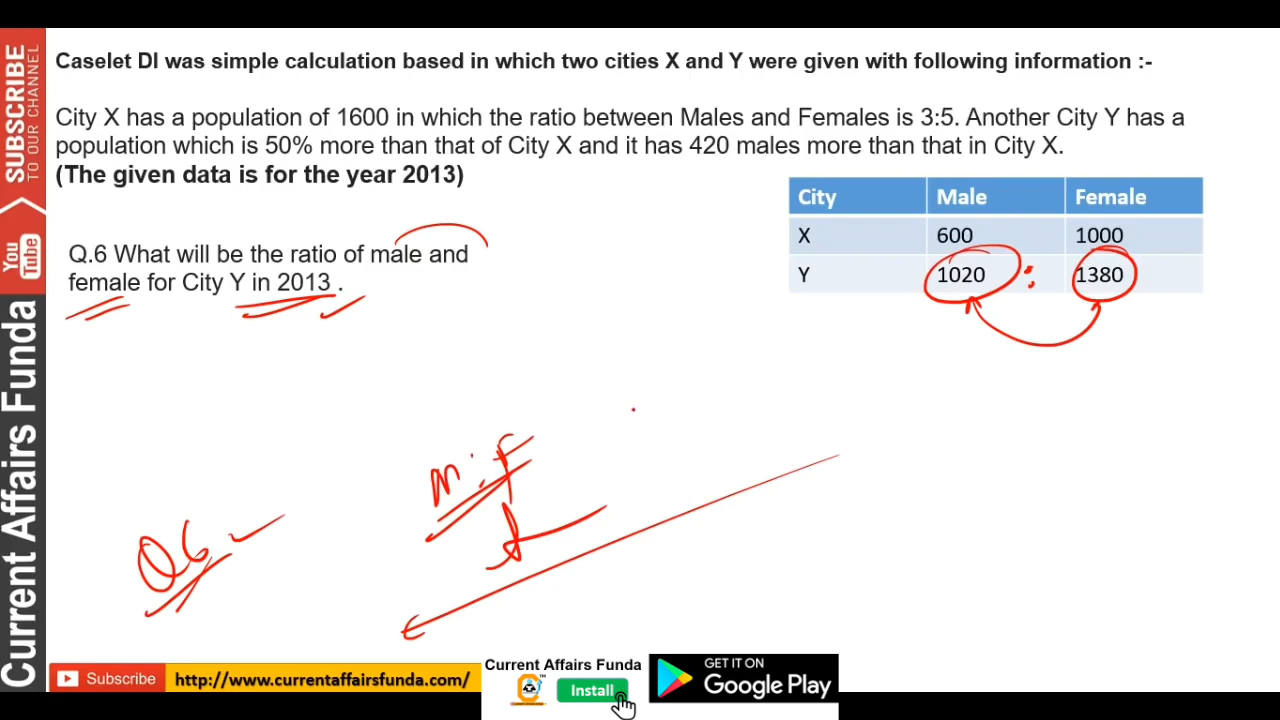 Caselet DI was simple calculation based in which two cities X and Y were given with following information :-
City X has a population of 1600 in which the ratio between Males and Females is 3:5. Another City Y has a
population which is 50% more than that of City X and it has 420 males more than that in City X.
(The given data is for the year 2013)
City Male Female
X 600 1000
Y 1020 : 1380
Q.6 What will be the ratio of male and
female for City Y in 2013 .
M:F
Q6
SUBSCRIBE
TO OUR CHANNEL
You
Tube
Current Affairs Funda
Subscribe
http://www.currentaffairsfunda.com/
Current Affairs Funda
Install
GET IT ON
Google Play